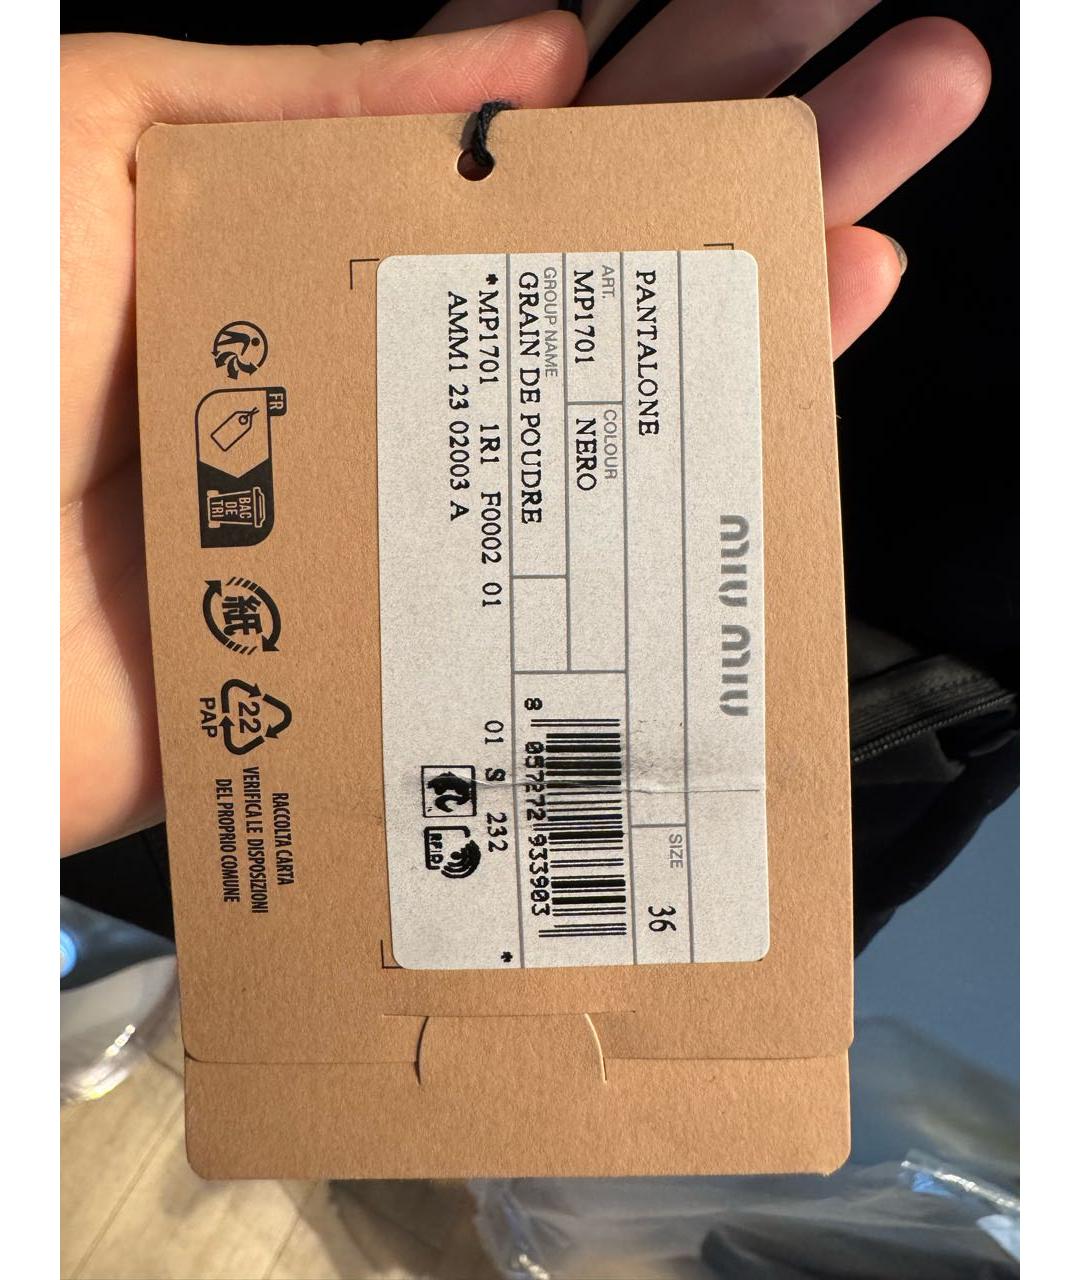 miu miu
PANTALONE
SIZE
36
ART.
MP1701
COLOUR
NERO
GROUP NAME
GRAIN DE POUDRE
8 057272 933903
*MP1701 1R1 F0002 01 01 S 232 *
AMM1 23 02003 A
R.F.ID.
FR
BAC
DE
TRI
紙
22
PAP
RACCOLTA CARTA
VERIFICA LE DISPOSIZIONI
DEL PROPRIO COMUNE